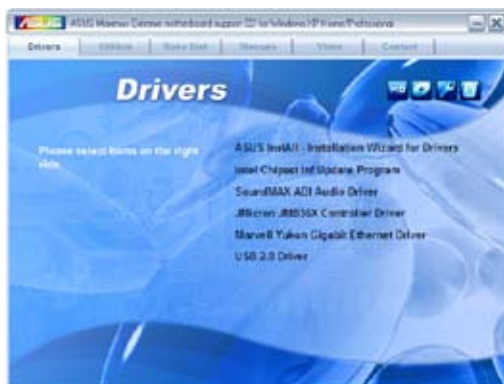 ASUS ASUS Maximus Extreme motherboard support CD for Windows XP Home/Professional
Drivers Utilities Make Disk Manuals Video Contact
Drivers
Please select items on the right side.
ASUS InstAll - Installation Wizard for Drivers
Intel Chipset Inf Update Program
SoundMAX ADI Audio Driver
JMicron JMB36X Controller Driver
Marvell Yukon Gigabit Ethernet Driver
USB 2.0 Driver